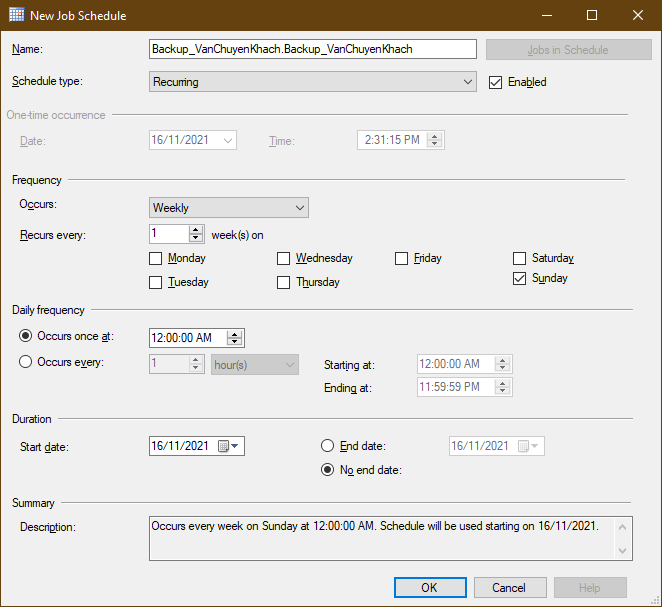 New Job Schedule
Name: Backup_VanChuyenKhach.Backup_VanChuyenKhach Jobs in Schedule
Schedule type: Recurring Enabled
One-time occurrence
Date: 16/11/2021 Time: 2:31:15 PM
Frequency
Occurs: Weekly
Recurs every: 1 week(s) on
Monday Wednesday Friday Saturday
Tuesday Thursday Sunday
Daily frequency
Occurs once at: 12:00:00 AM
Occurs every: 1 hour(s) Starting at: 12:00:00 AM
Ending at: 11:59:59 PM
Duration
Start date: 16/11/2021 End date: 16/11/2021
No end date:
Summary
Description: Occurs every week on Sunday at 12:00:00 AM. Schedule will be used starting on 16/11/2021.
OK Cancel Help